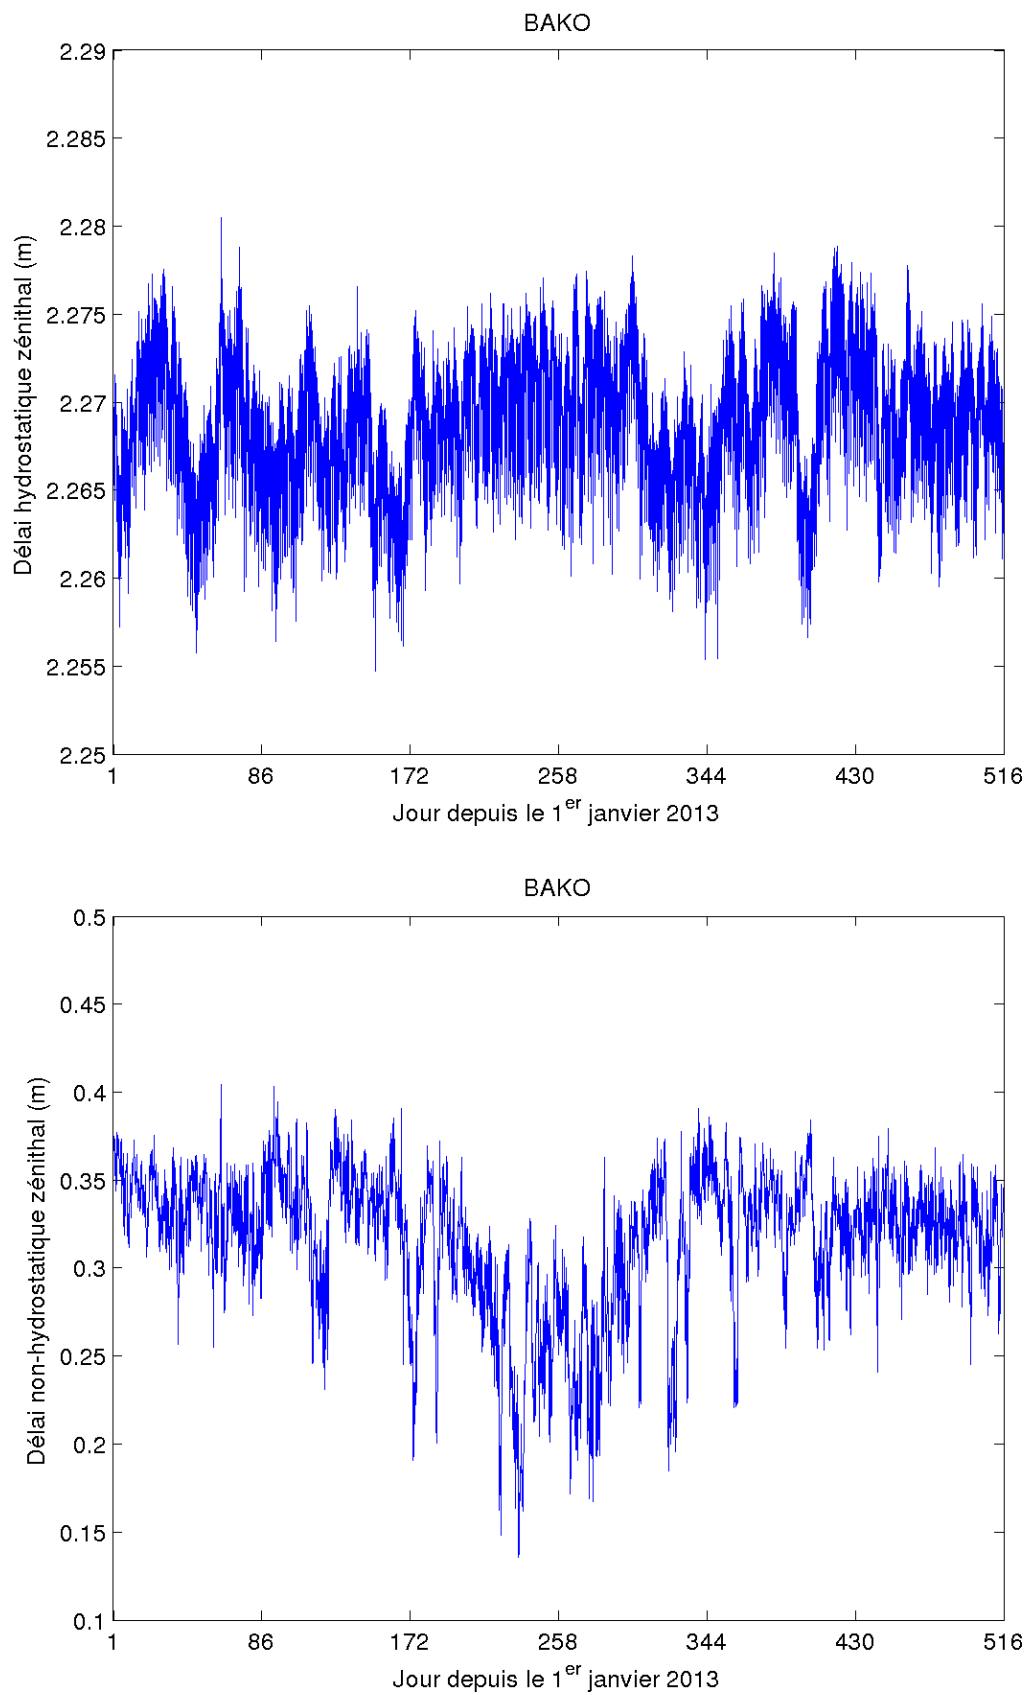 BAKO
2.29
2.285
2.28
2.275
2.27
2.265
2.26
2.255
2.25
Délai hydrostatique zénithal (m)
1 86 172 258 344 430 516
Jour depuis le 1er janvier 2013
BAKO
0.5
0.45
0.4
0.35
0.3
0.25
0.2
0.15
0.1
Délai non-hydrostatique zénithal (m)
1 86 172 258 344 430 516
Jour depuis le 1er janvier 2013